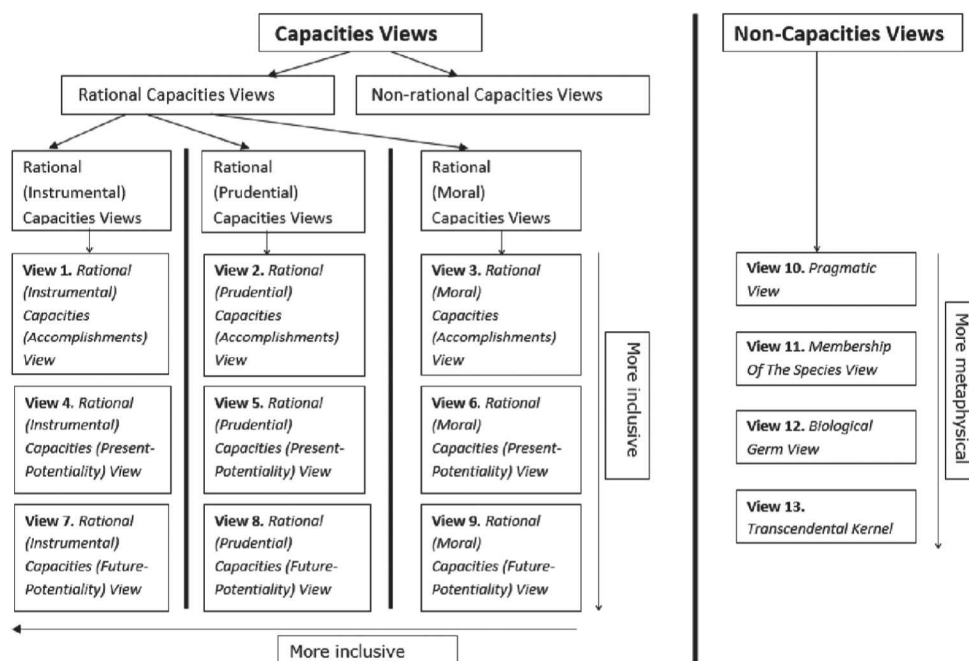 Capacities Views
Non-Capacities Views
Rational Capacities Views
Non-rational Capacities Views
Rational
(Instrumental)
Capacities Views
Rational
(Prudential)
Capacities Views
Rational
(Moral)
Capacities Views
View 1. Rational
(Instrumental)
Capacities
(Accomplishments)
View
View 2. Rational
(Prudential)
Capacities
(Accomplishments)
View
View 3. Rational
(Moral)
Capacities
(Accomplishments)
View
View 4. Rational
(Instrumental)
Capacities (Present-
Potentiality) View
View 5. Rational
(Prudential)
Capacities (Present-
Potentiality) View
View 6. Rational
(Moral)
Capacities (Present-
Potentiality) View
View 7. Rational
(Instrumental)
Capacities (Future-
Potentiality) View
View 8. Rational
(Prudential)
Capacities (Future-
Potentiality) View
View 9. Rational
(Moral)
Capacities (Future-
Potentiality) View
More inclusive
More inclusive
View 10. Pragmatic
View
View 11. Membership
Of The Species View
View 12. Biological
Germ View
View 13.
Transcendental Kernel
More metaphysical